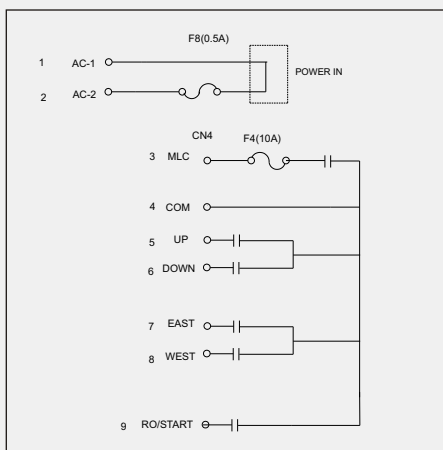 F8(0.5A)
1 AC-1
POWER IN
2 AC-2
CN4 F4(10A)
3 MLC
4 COM
5 UP
6 DOWN
7 EAST
8 WEST
9 RO/START